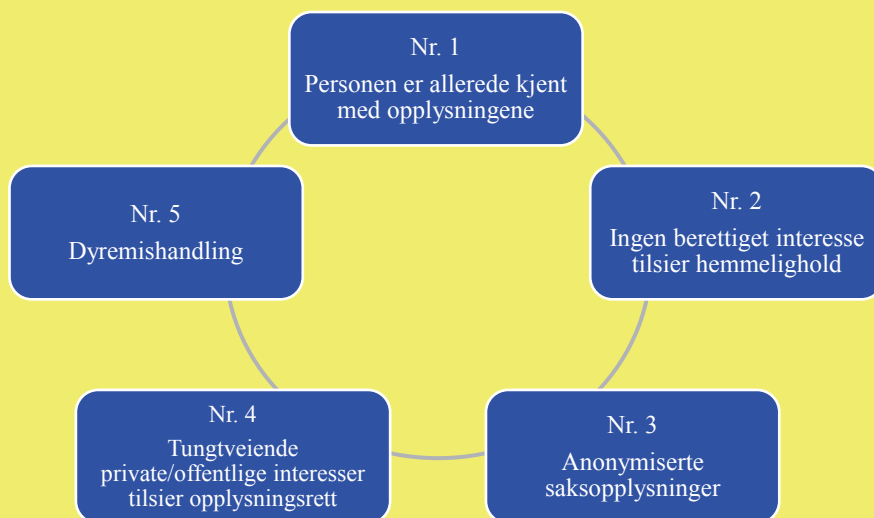 Nr. 1
Personen er allerede kjent
med opplysningene
Nr. 2
Ingen berettiget interesse
tilsier hemmelighold
Nr. 3
Anonymiserte
saksopplysninger
Nr. 4
Tungtveiende
private/offentlige interesser
tilsier opplysningsrett
Nr. 5
Dyremishandling